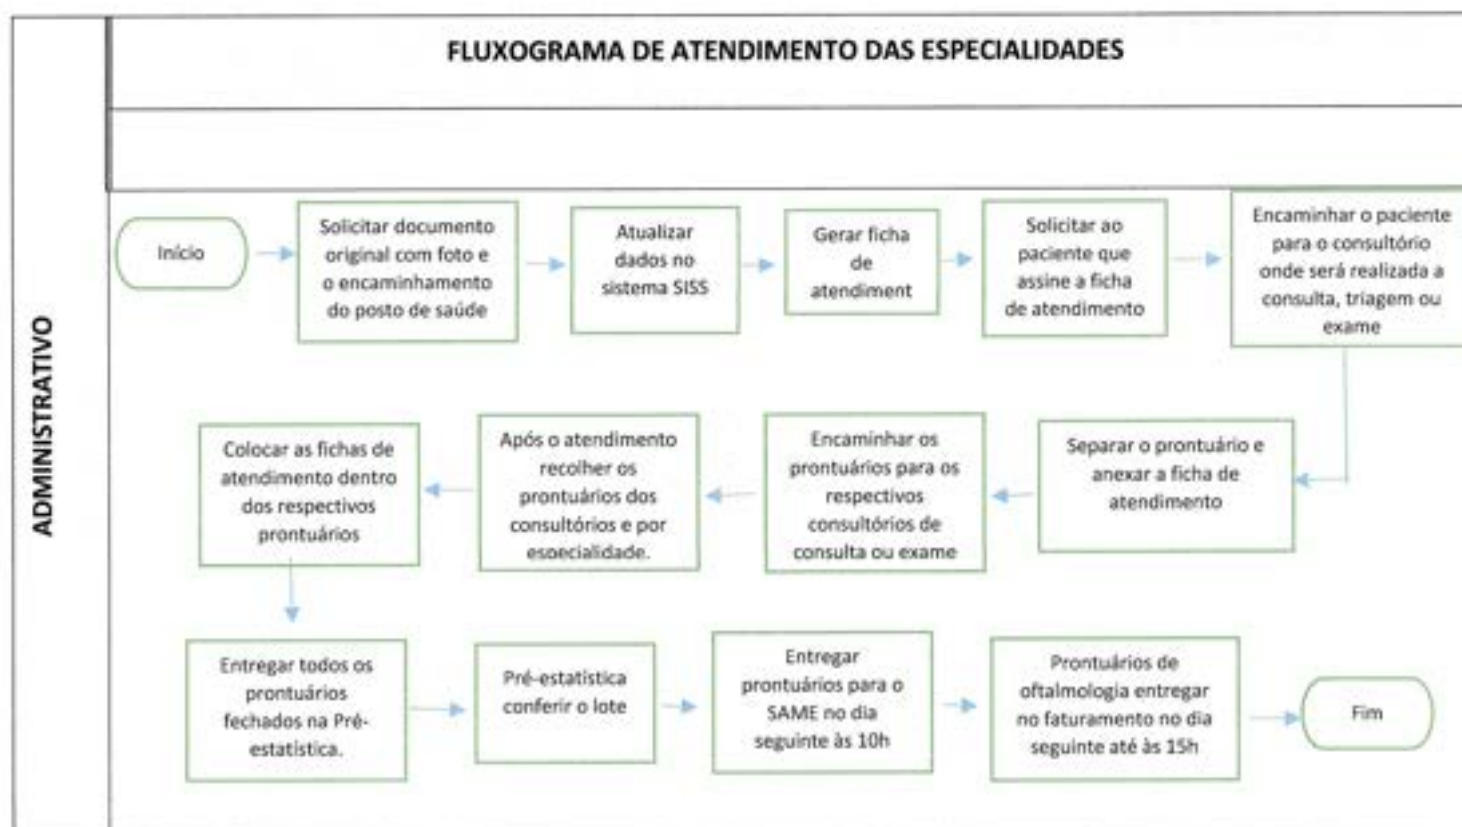 FLUXOGRAMA DE ATENDIMENTO DAS ESPECIALIDADES
ADMINISTRATIVO
Início
Solicitar documento
original com foto e
o encaminhamento
do posto de saúde
Atualizar
dados no
sistema SISS
Gerar ficha
de
atendiment
Solicitar ao
paciente que
assine a ficha
de atendimento
Encaminhar o paciente
para o consultório
onde será realizada a
consulta, triagem ou
exame
Separar o prontuário e
anexar a ficha de
atendimento
Encaminhar os
prontuários para os
respectivos
consultórios de
consulta ou exame
Após o atendimento
recolher os
prontuários dos
consultórios e por
especialidade.
Colocar as fichas de
atendimento dentro
dos respectivos
prontuários
Entregar todos os
prontuários
fechados na Pré-
estatística.
Pré-estatística
conferir o lote
Entregar
prontuários para o
SAME no dia
seguinte às 10h
Prontuários de
oftalmologia entregar
no faturamento no dia
seguinte até às 15h
Fim